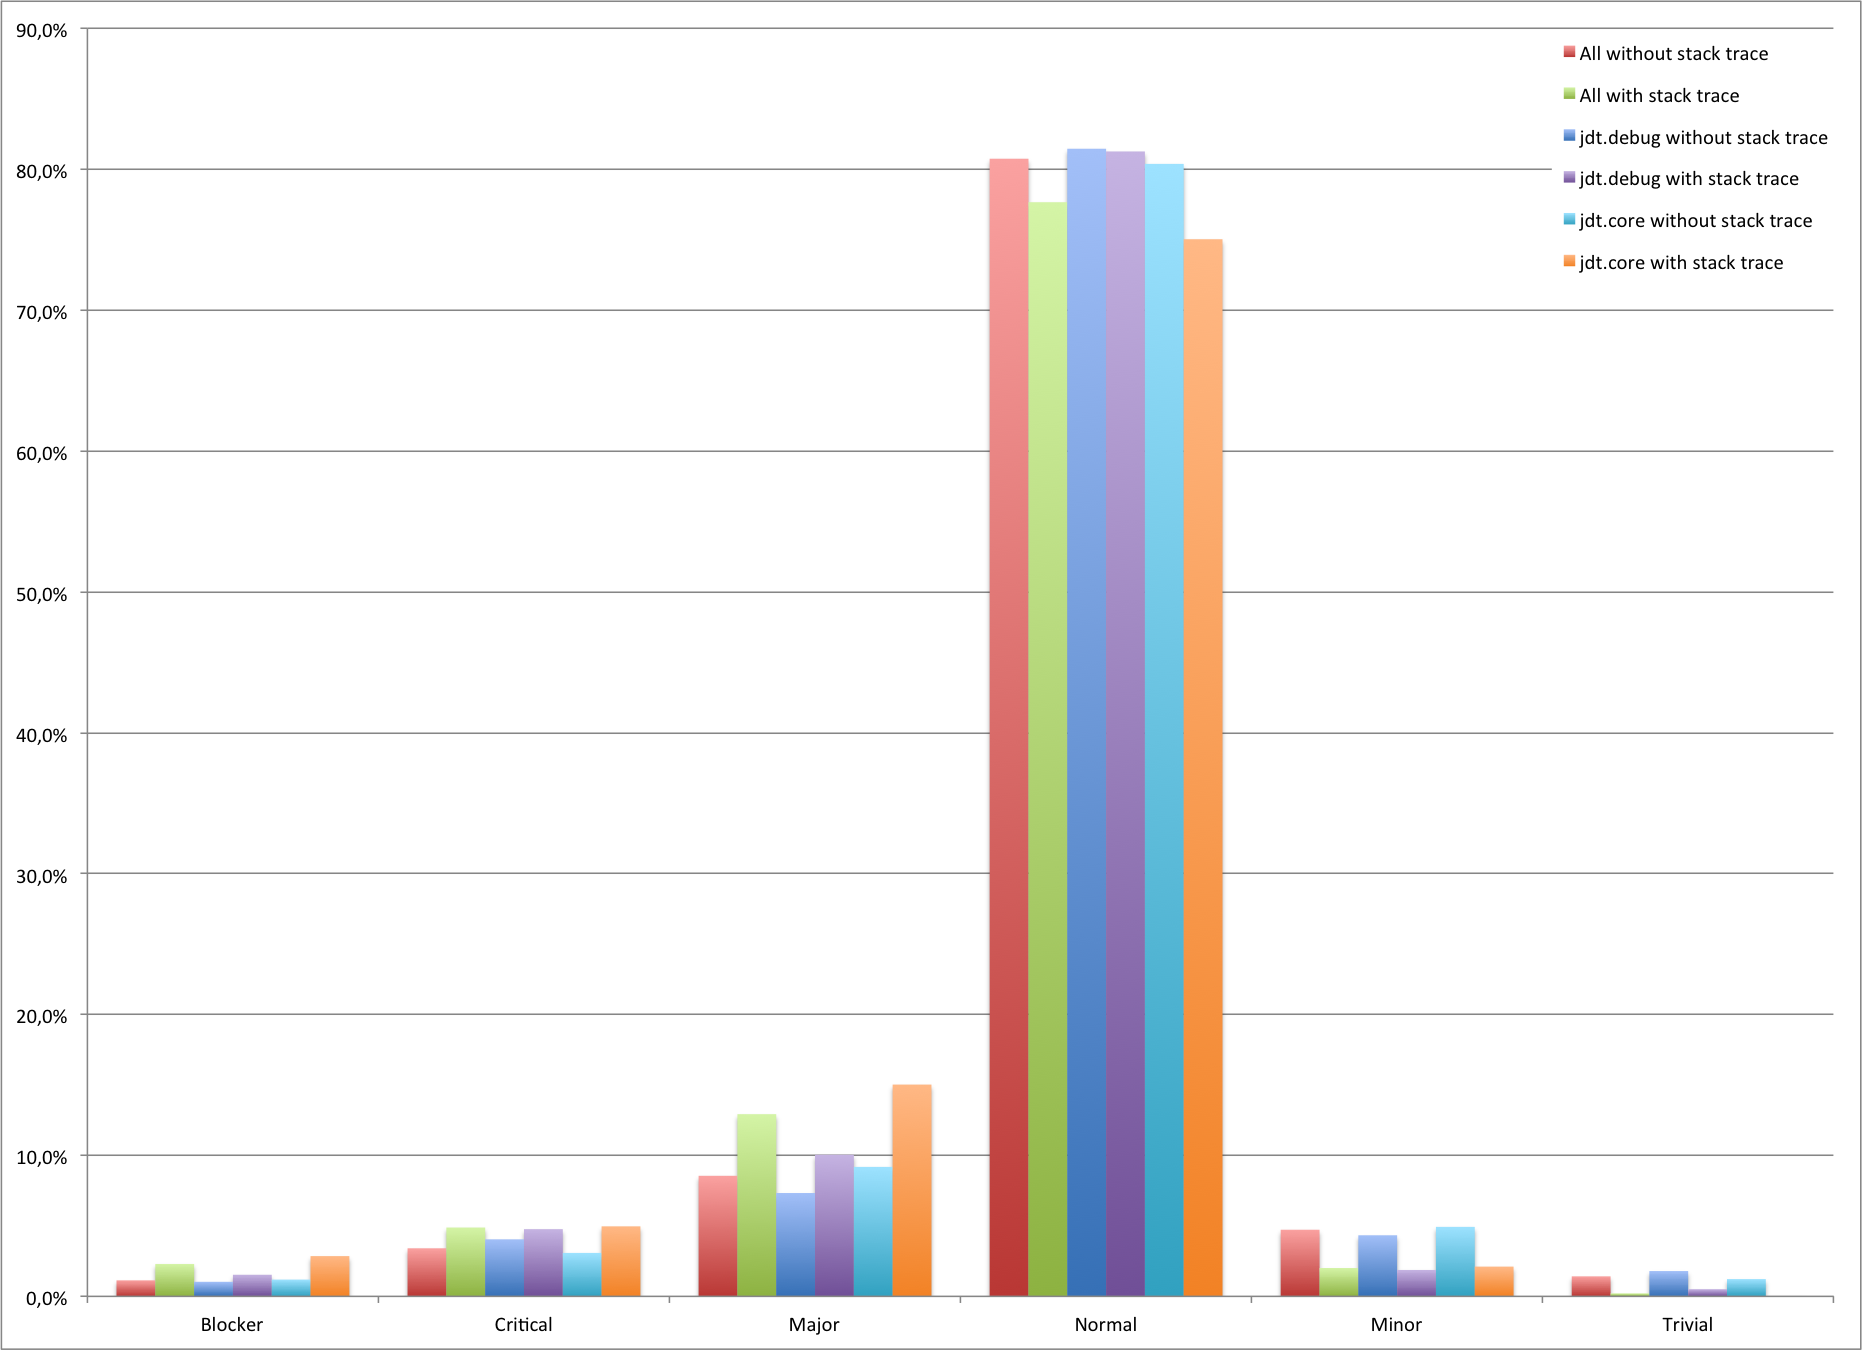 90,0%
80,0%
70,0%
60,0%
50,0%
40,0%
30,0%
20,0%
10,0%
0,0%
All without stack trace
All with stack trace
jdt.debug without stack trace
jdt.debug with stack trace
jdt.core without stack trace
jdt.core with stack trace
Blocker Critical Major Normal Minor Trivial